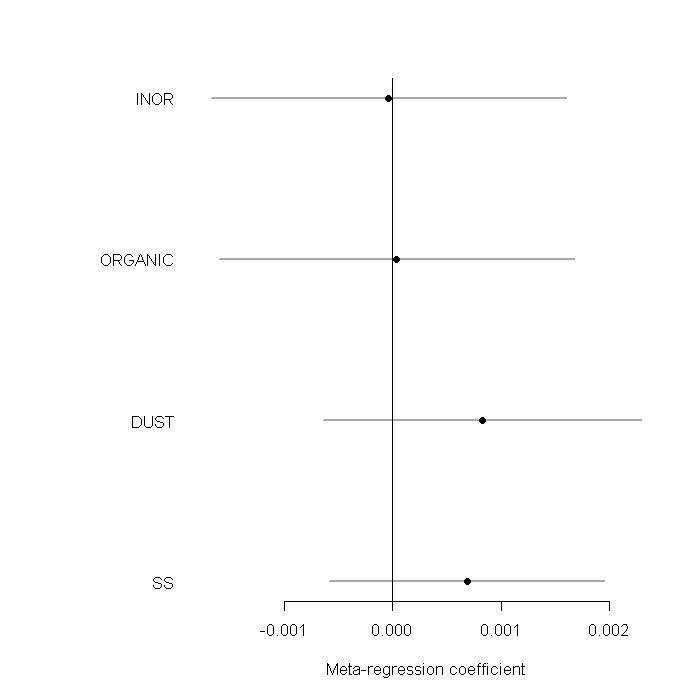 INOR
ORGANIC
DUST
SS
-0.001 0.000 0.001 0.002
Meta-regression coefficient